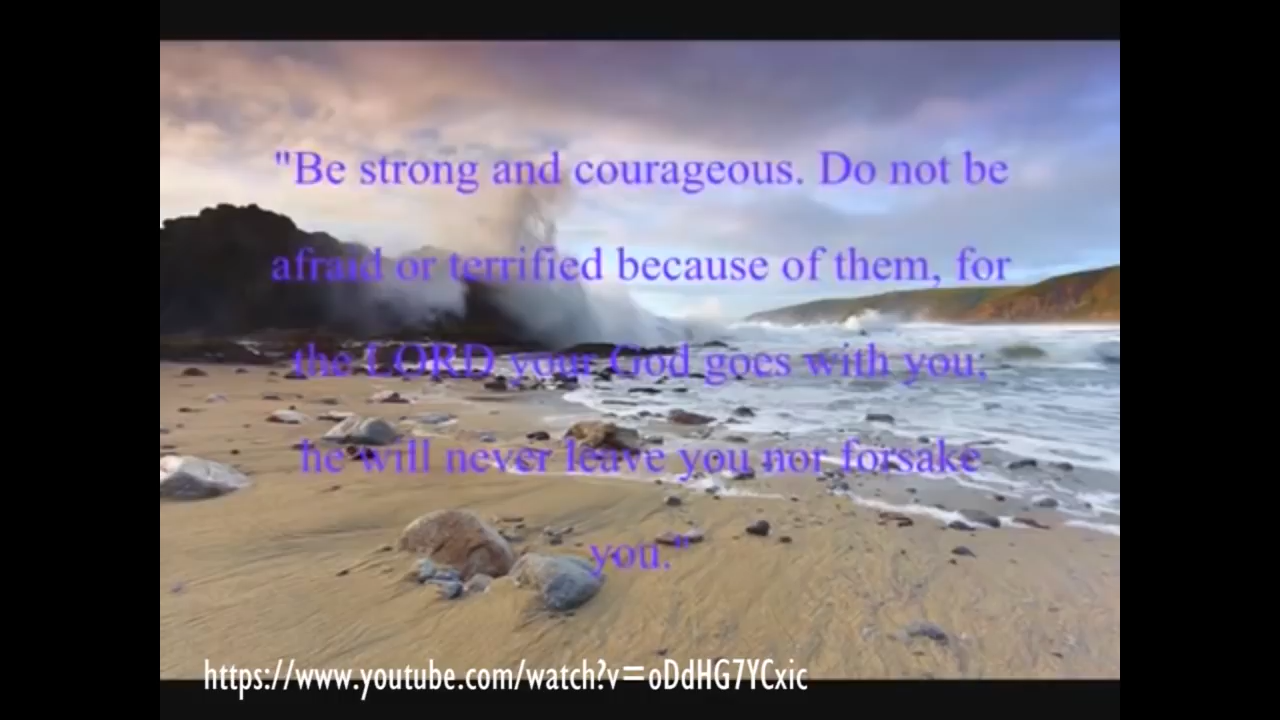 "Be strong and courageous. Do not be
afraid or terrified because of them, for
the LORD your God goes with you;
he will never leave you nor forsake
you."
https://www.youtube.com/watch?v=oDdHG7YCxic